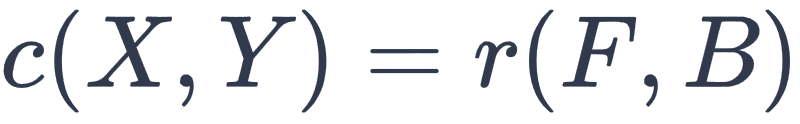 c(X, Y) = r(F, B)